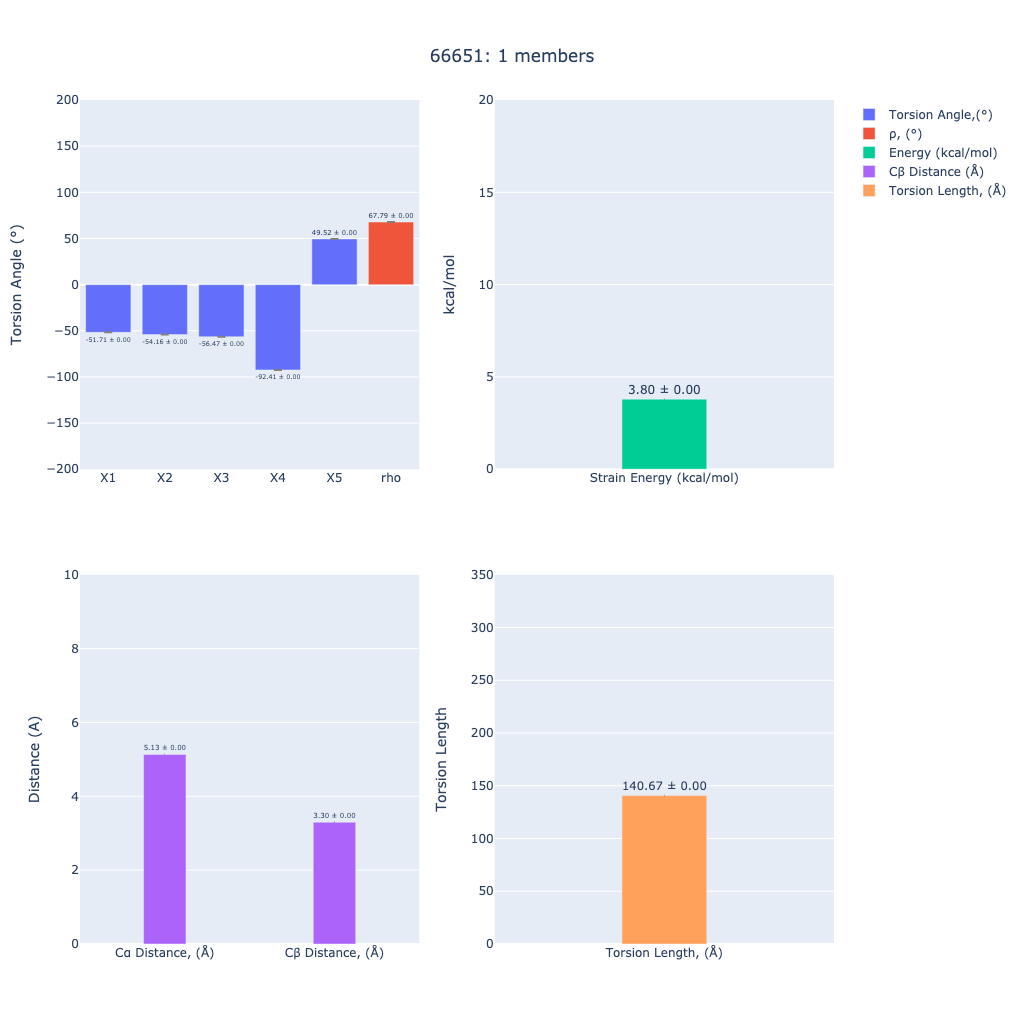 66651: 1 members
Torsion Angle (°)
200
150
100
50
0
−50
−100
−150
−200
-51.71 ± 0.00
-54.16 ± 0.00
-56.47 ± 0.00
-92.41 ± 0.00
49.52 ± 0.00
67.79 ± 0.00
X1 X2 X3 X4 X5 rho
kcal/mol
20
15
10
5
0
3.80 ± 0.00
Strain Energy (kcal/mol)
Torsion Angle,(°)
ρ, (°)
Energy (kcal/mol)
Cβ Distance (Å)
Torsion Length, (Å)
Distance (A)
10
8
6
4
2
0
5.13 ± 0.00
3.30 ± 0.00
Cα Distance, (Å) Cβ Distance, (Å)
Torsion Length
350
300
250
200
150
100
50
0
140.67 ± 0.00
Torsion Length, (Å)